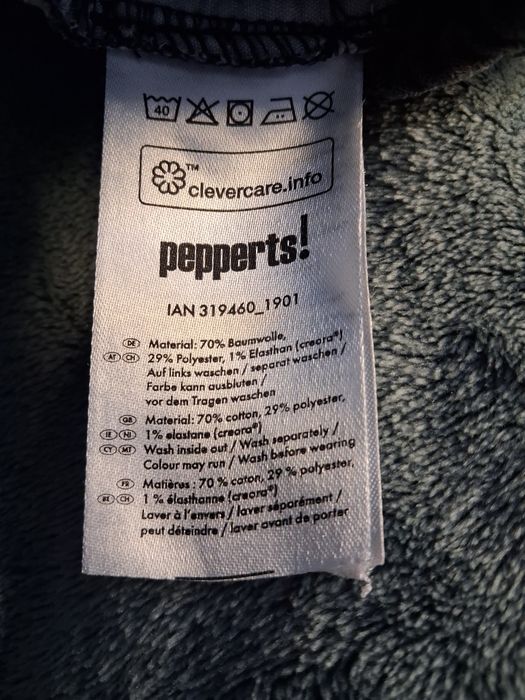 40
TM
clevercare.info
pepperts!
IAN 319460_1901
DE Material: 70% Baumwolle,
AT CH 29% Polyester, 1% Elasthan (creora®)
Auf links waschen / separat waschen /
Farbe kann ausbluten /
vor dem Tragen waschen
GB Material: 70% cotton, 29% polyester,
IE NI 1% elastane (creora®)
CY MT Wash inside out / Wash separately /
Colour may run / Wash before wearing
FR Matières : 70 % coton, 29 % polyester,
BE CH 1 % élasthanne (creora®)
Laver à l'envers / laver séparément /
peut déteindre / laver avant de porter